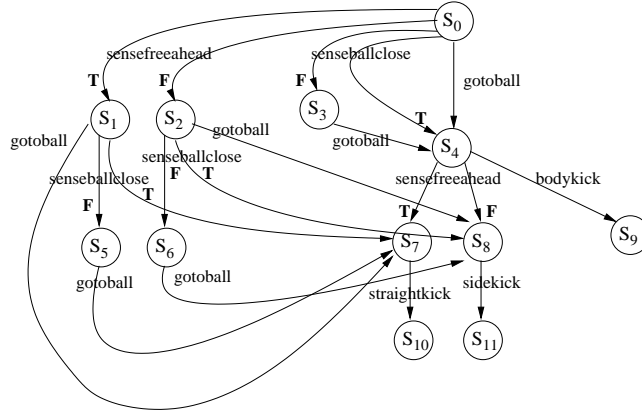 S0
sensefreeahead
senseballclose
T F F gotoball
T
S1 S2 S3
gotoball gotoball gotoball S4
senseballclose
senseballclose F T sensefreeahead bodykick
T
F T F
S5 S6 S7 S8 S9
gotoball gotoball
straightkick sidekick
S10 S11